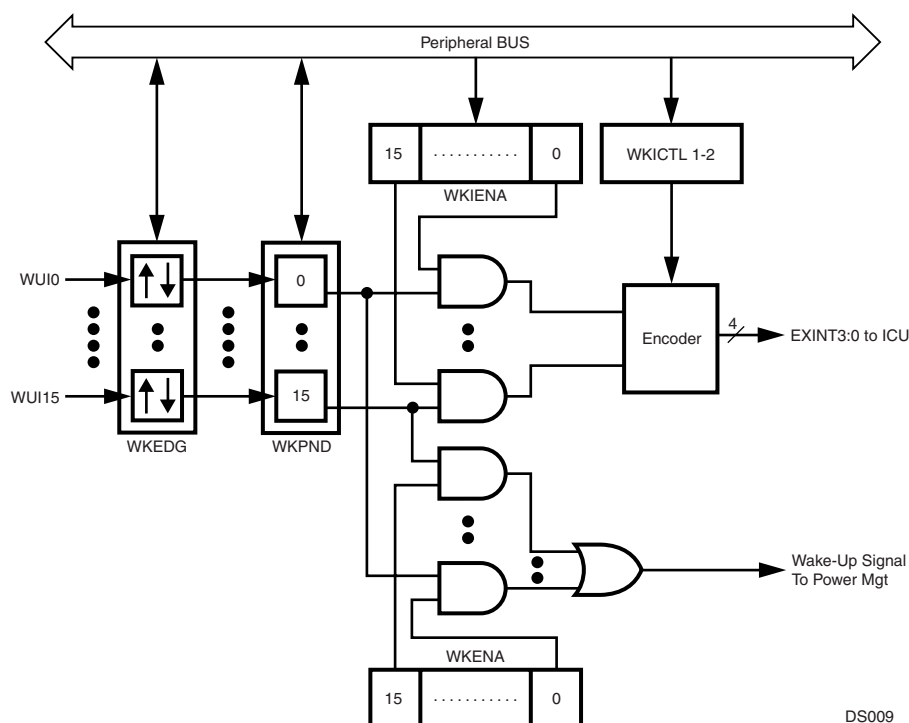 Peripheral BUS
15 ........... 0
WKICTL 1-2
WKIENA
WUI0
0
4
Encoder
EXINT3:0 to ICU
WUI15
15
WKEDG
WKPND
Wake-Up Signal
To Power Mgt
WKENA
15 ........... 0
DS009